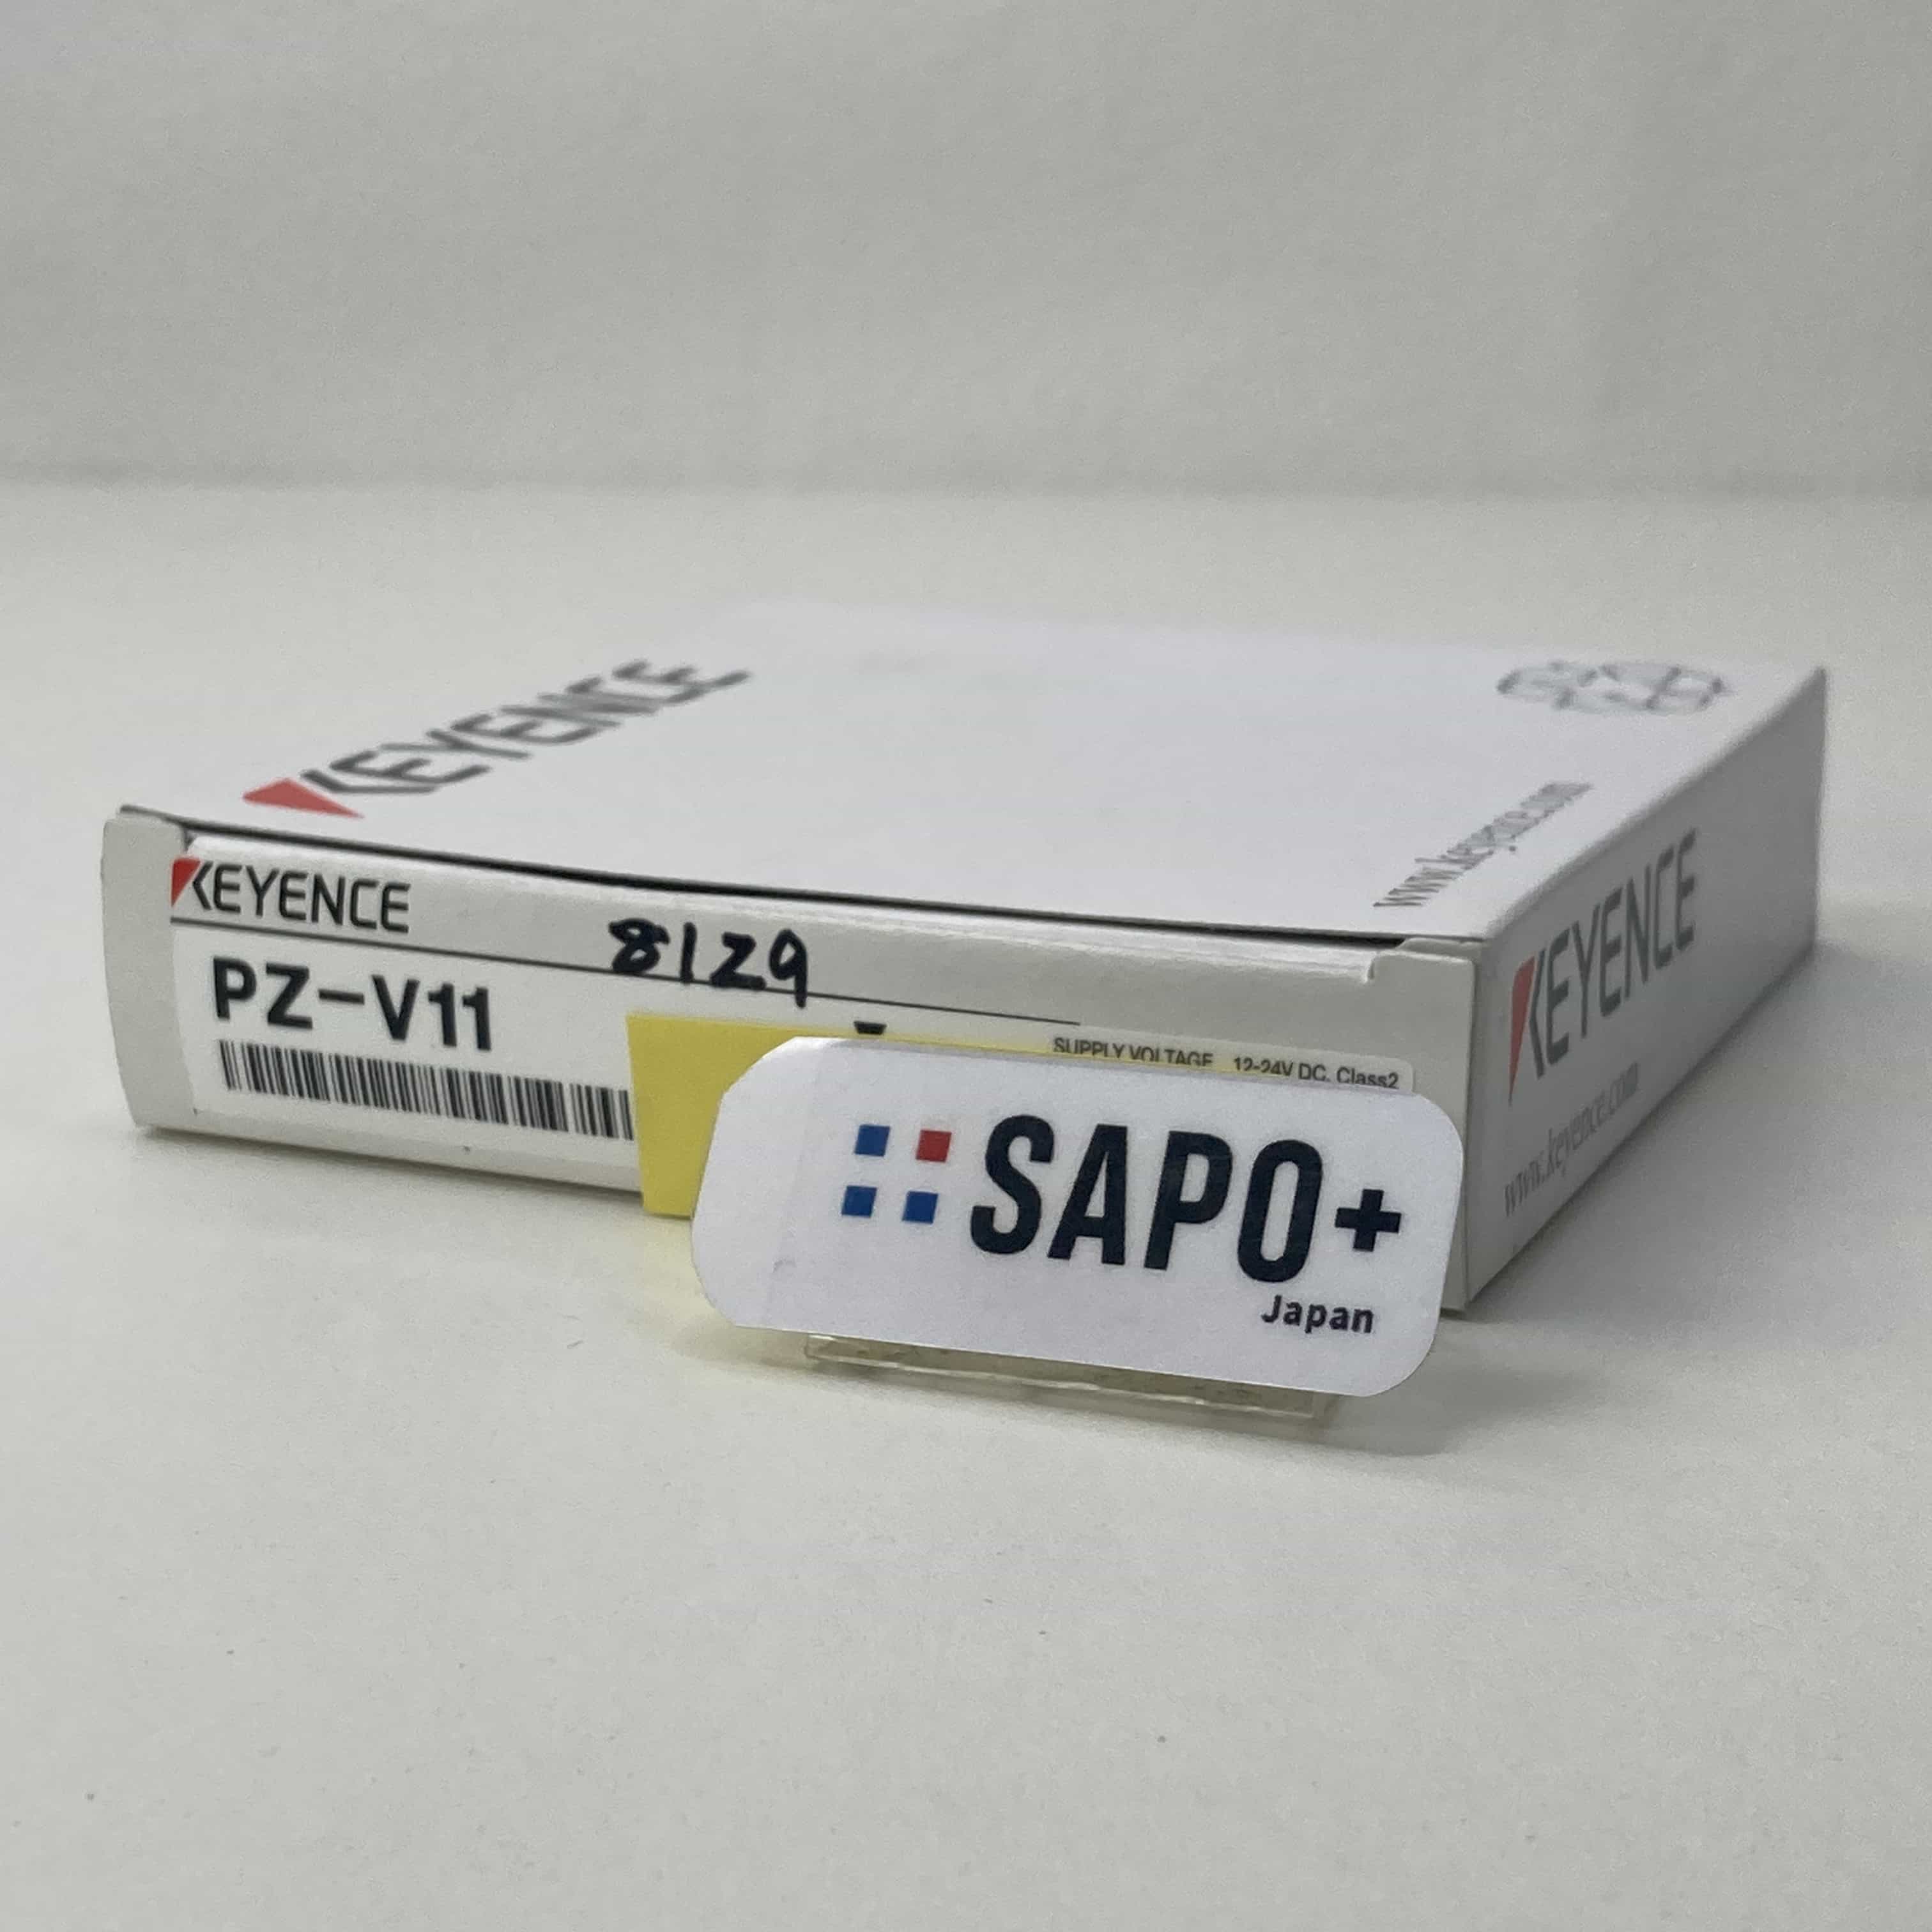 KEYENCE
www.keyence.com
KEYENCE
8129
PZ-V11
SUPPLY VOLTAGE 12-24V DC, Class2
KEYENCE
www.keyence.com
SAPO+
Japan